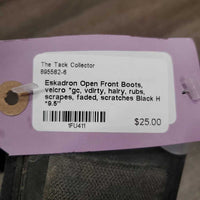 The Tack Collector
895582-6
Eskadron Open Front Boots,
velcro *gc, vdirty, hairy, rubs,
scrapes, faded, scratches Black H
*9.5"
$25.00
1FU411